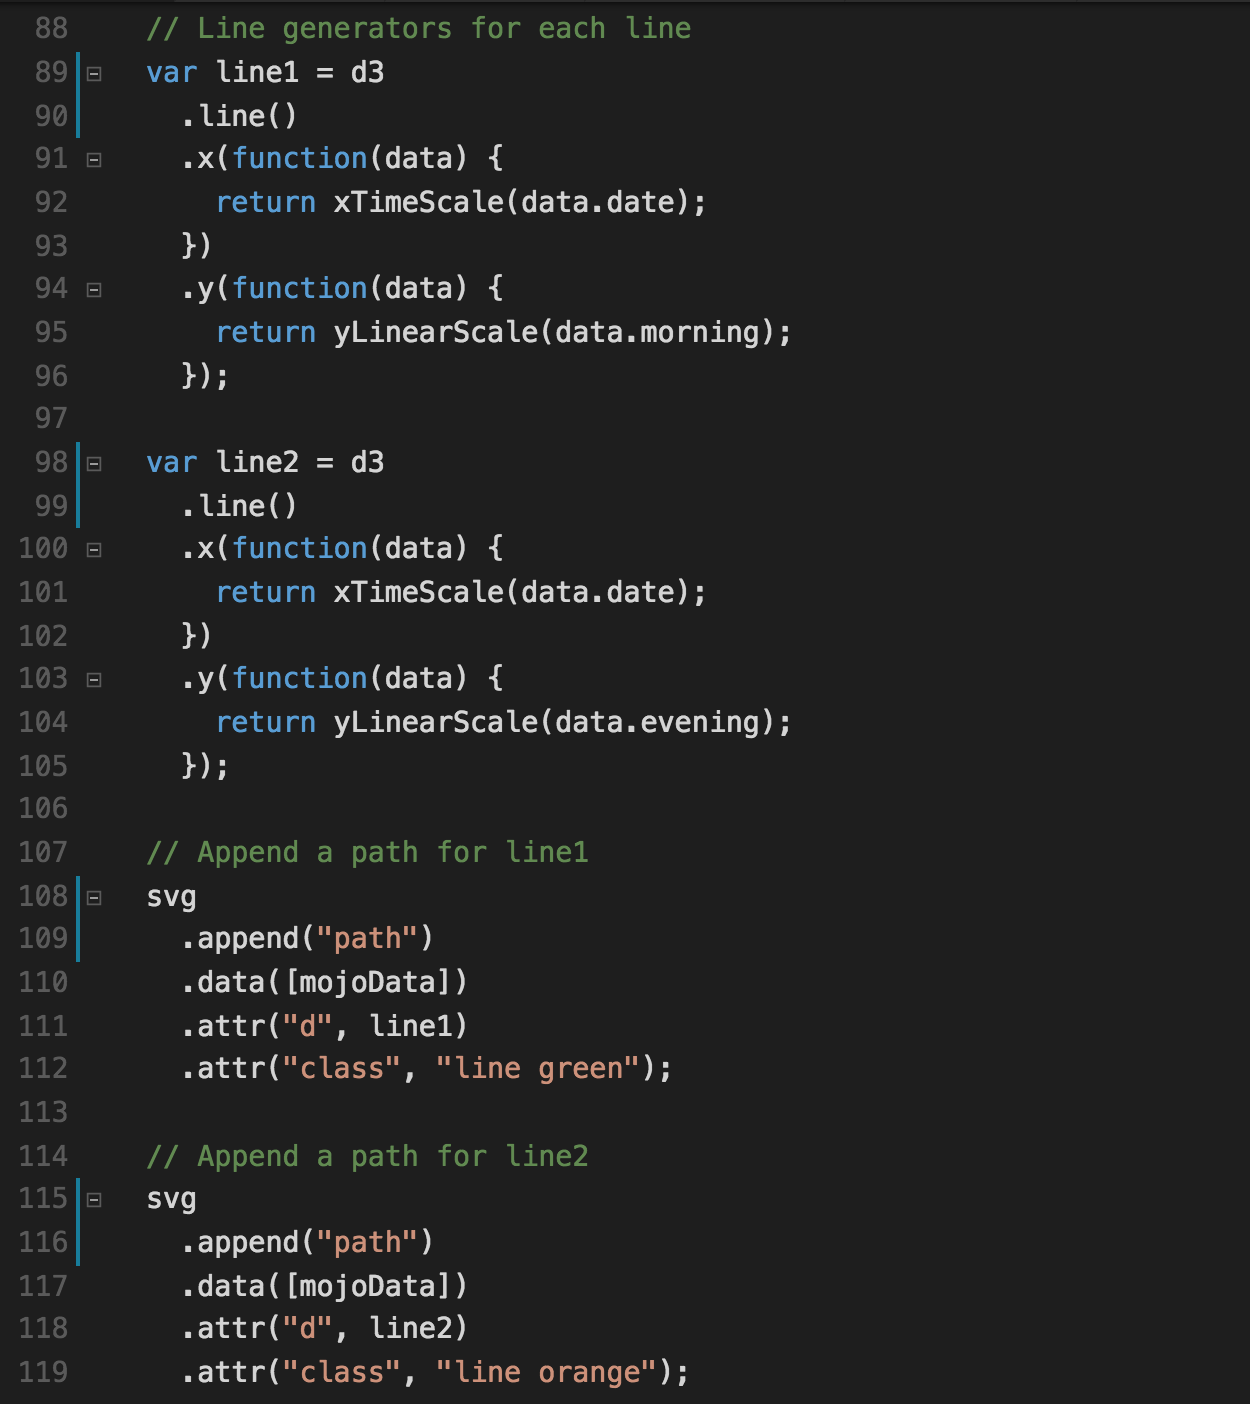 88 // Line generators for each line
89 var line1 = d3
90 .line()
91 .x(function(data) {
92 return xTimeScale(data.date);
93 })
94 .y(function(data) {
95 return yLinearScale(data.morning);
96 });
97
98 var line2 = d3
99 .line()
100 .x(function(data) {
101 return xTimeScale(data.date);
102 })
103 .y(function(data) {
104 return yLinearScale(data.evening);
105 });
106
107 // Append a path for line1
108 svg
109 .append("path")
110 .data([mojoData])
111 .attr("d", line1)
112 .attr("class", "line green");
113
114 // Append a path for line2
115 svg
116 .append("path")
117 .data([mojoData])
118 .attr("d", line2)
119 .attr("class", "line orange");